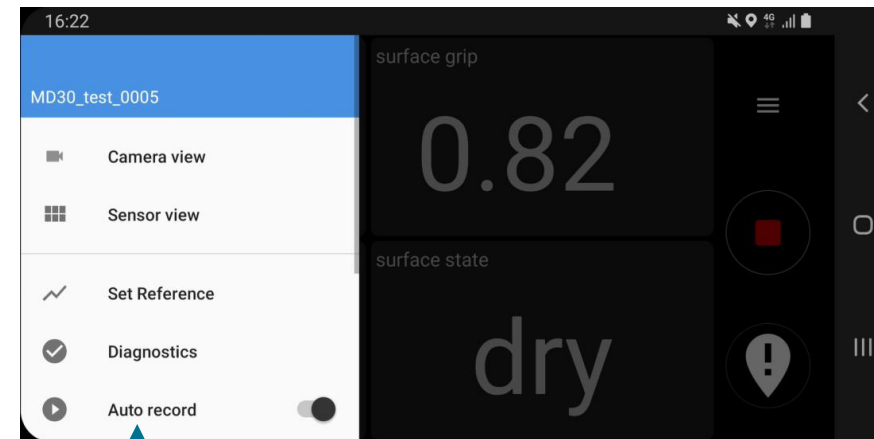 16:22
4G
MD30_test_0005
Camera view
Sensor view
Set Reference
Diagnostics
Auto record
surface grip
0.82
surface state
dry